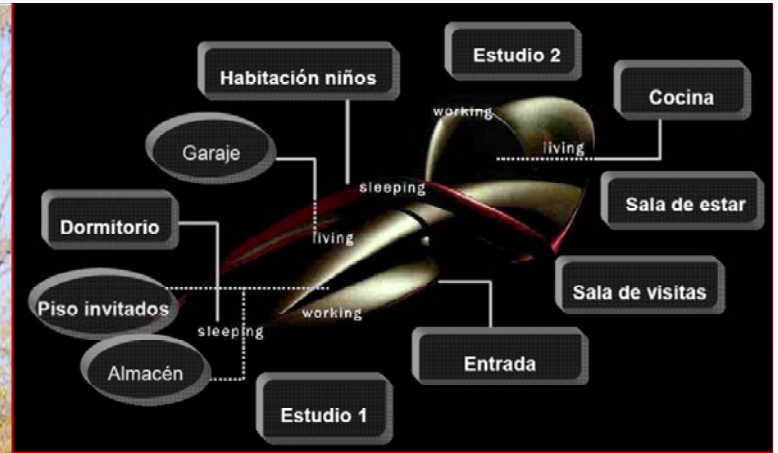 Estudio 2
Habitación niños
Cocina
working
Garaje
living
sleeping
Sala de estar
Dormitorio
living
Sala de visitas
Piso invitados
working
sleeping
Entrada
Almacén
Estudio 1